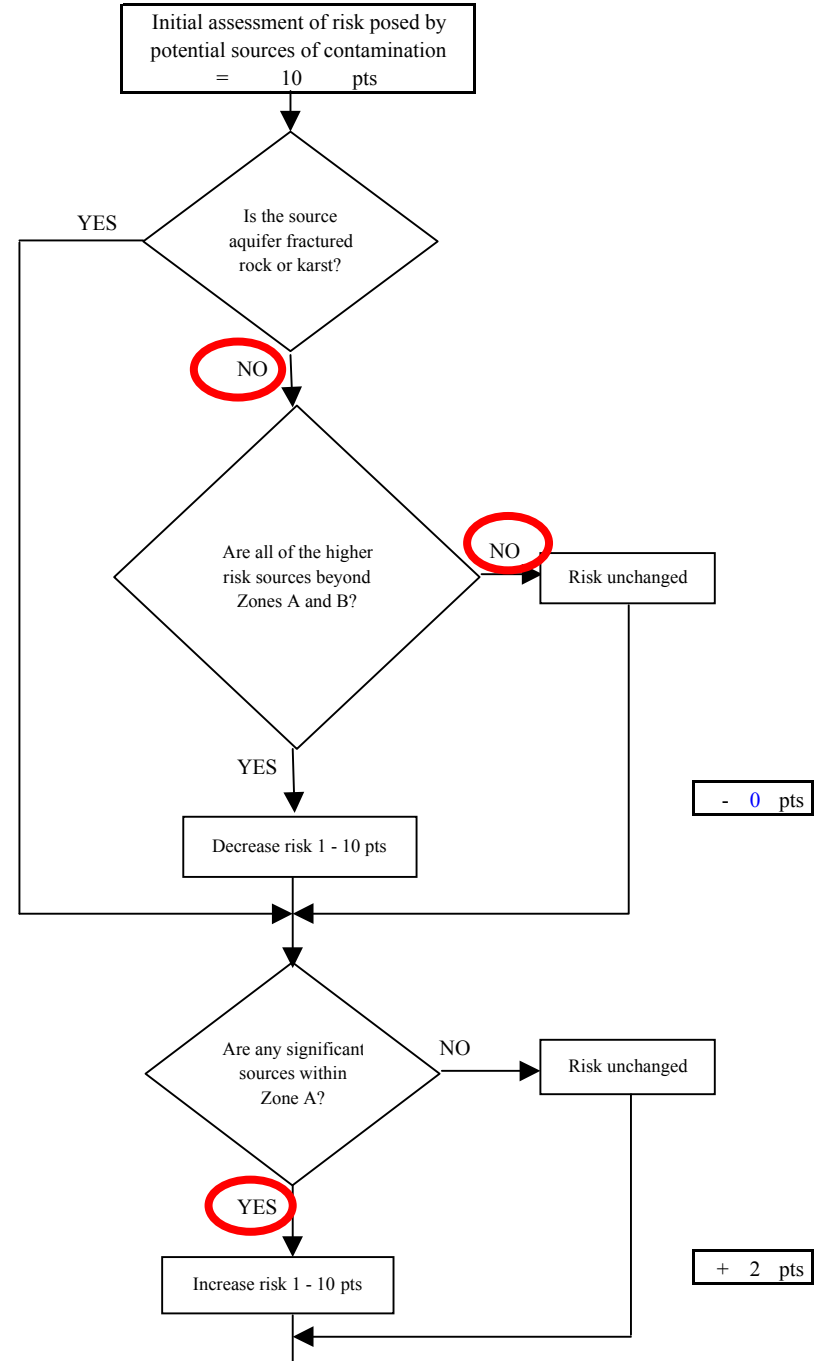 Initial assessment of risk posed by
potential sources of contamination
= 10 pts
YES
Is the source
aquifer fractured
rock or karst?
NO
Are all of the higher
risk sources beyond
Zones A and B?
NO
Risk unchanged
YES
- 0 pts
Decrease risk 1 - 10 pts
Are any significant
sources within
Zone A?
NO
Risk unchanged
YES
+ 2 pts
Increase risk 1 - 10 pts